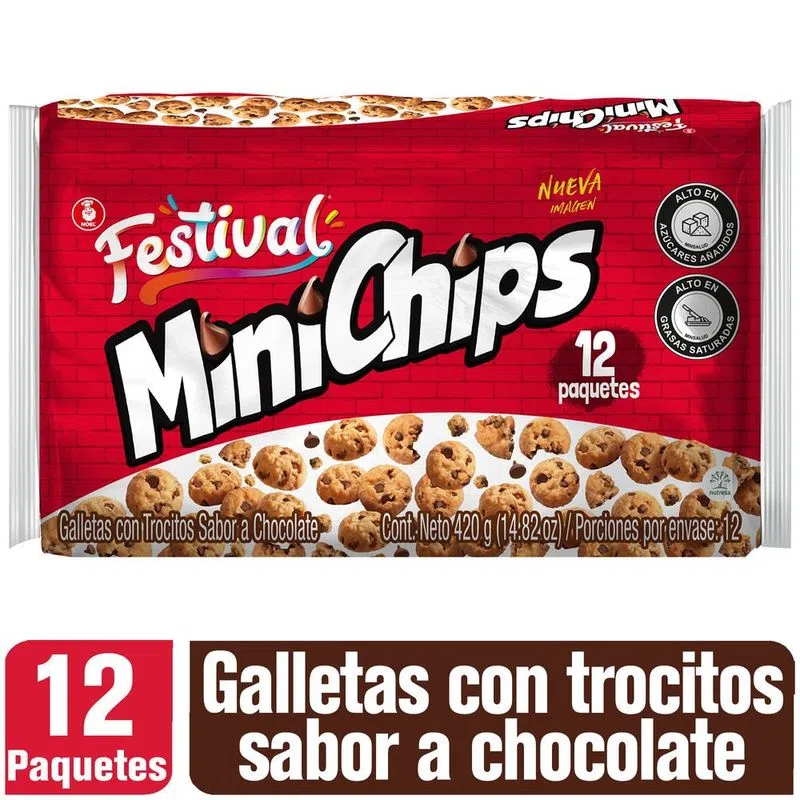 Festival
MiniChips
NOEL
Festival
MiniChips
NUEVA
IMAGEN
ALTO EN
AZÚCARES AÑADIDOS
MINSALUD
ALTO EN
GRASAS SATURADAS
MINSALUD
12
paquetes
nutresa
Galletas con Trocitos Sabor a Chocolate
Cont. Neto 420 g (14.82 oz) / Porciones por envase: 12
12
Paquetes
Galletas con trocitos
sabor a chocolate